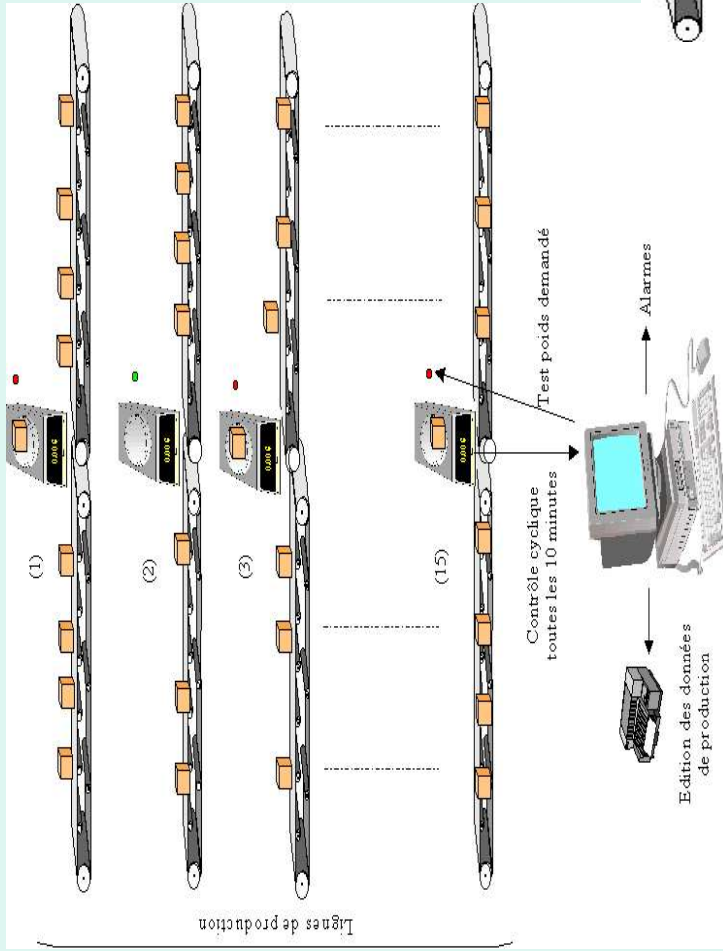 Lignes de production
(1)
(2)
(3)
(15)
Test poids demandé
Contrôle cyclique
toutes les 10 minutes
Alarmes
Edition des données
de production